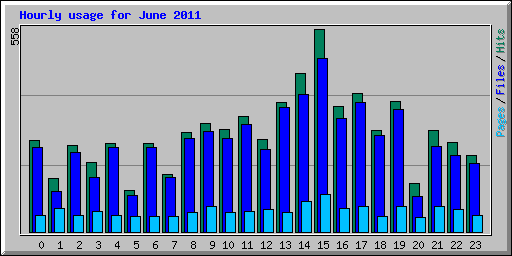 Hourly usage for June 2011
558
Pages / Files / Hits
0 1 2 3 4 5 6 7 8 9 10 11 12 13 14 15 16 17 18 19 20 21 22 23